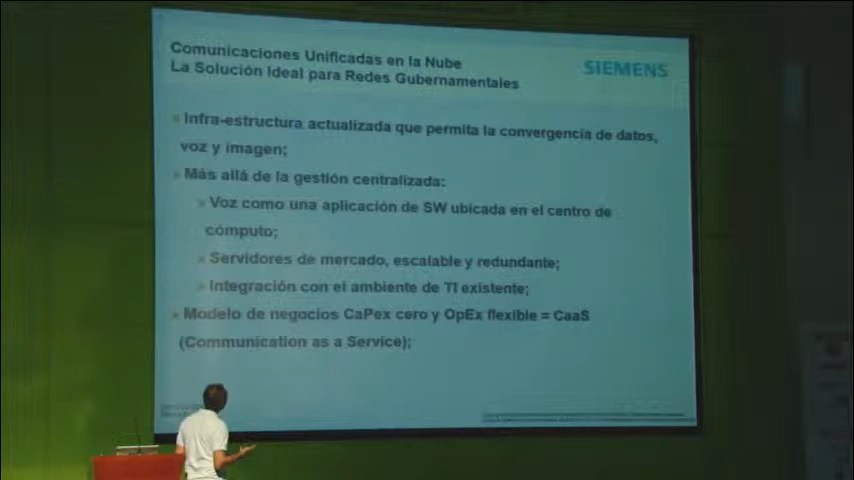 Comunicaciones Unificadas en la Nube
La Solución Ideal para Redes Gubernamentales
SIEMENS
Infra-estructura actualizada que permita la convergencia de datos,
voz y imagen;
Más allá de la gestión centralizada:
Voz como una aplicación de SW ubicada en el centro de
cómputo;
Servidores de mercado, escalable y redundante;
Integración con el ambiente de TI existente;
Modelo de negocios CaPex cero y OpEx flexible = CaaS
(Communication as a Service);